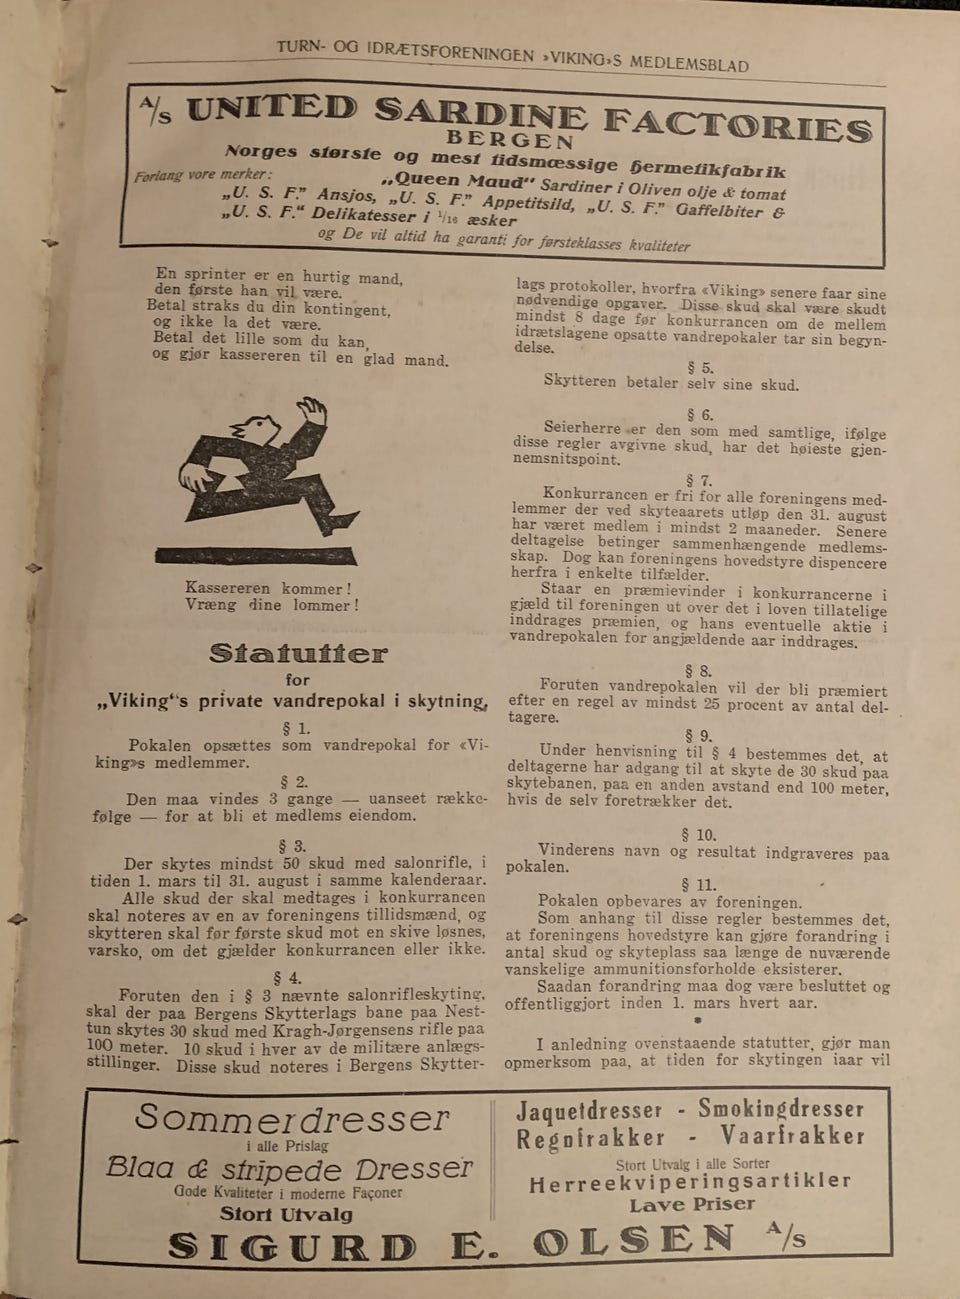 TURN- OG IDRÆTSFORENINGEN »VIKING»S MEDLEMSBLAD
A/S UNITED SARDINE FACTORIES
BERGEN
Norges største og mest tidsmæssige hermetikfabrik
Forlang vore merker: „Queen Maud" Sardiner i Oliven olje & tomat
„U. S. F." Ansjos, „U. S. F." Appetitsild, „U. S. F." Gaffelbiter &
„U. S. F." Delikatesser i 1/16 æsker
og De vil altid ha garanti for førsteklasses kvaliteter
En sprinter er en hurtig mand,
den første han vil være.
Betal straks du din kontingent,
og ikke la det være.
Betal det lille som du kan,
og gjør kassereren til en glad mand.
Kassereren kommer!
Vræng dine lommer!
Statutter
for
„Viking"s private vandrepokal i skytning,
§ 1.
Pokalen opsættes som vandrepokal for «Vi-
king»s medlemmer.
§ 2.
Den maa vindes 3 gange — uanseet række-
følge — for at bli et medlems eiendom.
§ 3.
Der skytes mindst 50 skud med salonrifle, i
tiden 1. mars til 31. august i samme kalenderaar.
Alle skud der skal medtages i konkurrancen
skal noteres av en av foreningens tillidsmænd, og
skytteren skal før første skud mot en skive løsnes,
varsko, om det gjælder konkurrancen eller ikke.
§ 4.
Foruten den i § 3 nævnte salonrifleskyting,
skal der paa Bergens Skytterlags bane paa Nest-
tun skytes 30 skud med Kragh-Jørgensens rifle paa
100 meter. 10 skud i hver av de militære anlægs-
stillinger. Disse skud noteres i Bergens Skytter-
lags protokoller, hvorfra «Viking» senere faar sine
nødvendige opgaver. Disse skud skal være skudt
mindst 8 dage før konkurrancen om de mellem
idrætslagene opsatte vandrepokaler tar sin begyn-
delse.
§ 5.
Skytteren betaler selv sine skud.
§ 6.
Seierherre er den som med samtlige, ifølge
disse regler avgivne skud, har det høieste gjen-
nemsnitspoint.
§ 7.
Konkurrancen er fri for alle foreningens med-
lemmer der ved skyteaarets utløp den 31. august
har været medlem i mindst 2 maaneder. Senere
deltagelse betinger sammenhængende medlems-
skap. Dog kan foreningens hovedstyre dispencere
herfra i enkelte tilfælder.
Staar en præmievinder i konkurrancerne i
gjæld til foreningen ut over det i loven tillatelige
inddrages præmien, og hans eventuelle aktie i
vandrepokalen for angjældende aar inddrages.
§ 8.
Foruten vandrepokalen vil der bli præmiert
efter en regel av mindst 25 procent av antal del-
tagere.
§ 9.
Under henvisning til § 4 bestemmes det, at
deltagerne har adgang til at skyte de 30 skud paa
skytebanen, paa en anden avstand end 100 meter,
hvis de selv foretrækker det.
§ 10.
Vinderens navn og resultat indgraveres paa
pokalen.
§ 11.
Pokalen opbevares av foreningen.
Som anhang til disse regler bestemmes det,
at foreningens hovedstyre kan gjøre forandring i
antal skud og skyteplass saa længe de nuværende
vanskelige ammunitionsforholde eksisterer.
Saadan forandring maa dog være besluttet og
offentliggjort inden 1. mars hvert aar.
*
I anledning ovenstaaende statutter, gjør man
opmerksom paa, at tiden for skytingen iaar vil
Sommerdresser
i alle Prislag
Blaa & stripede Dresser
Gode Kvaliteter i moderne Façoner
Stort Utvalg
Jaquetdresser - Smokingdresser
Regnfrakker - Vaarfrakker
Stort Utvalg i alle Sorter
Herreekviperingsartikler
Lave Priser
SIGURD E. OLSEN A/S